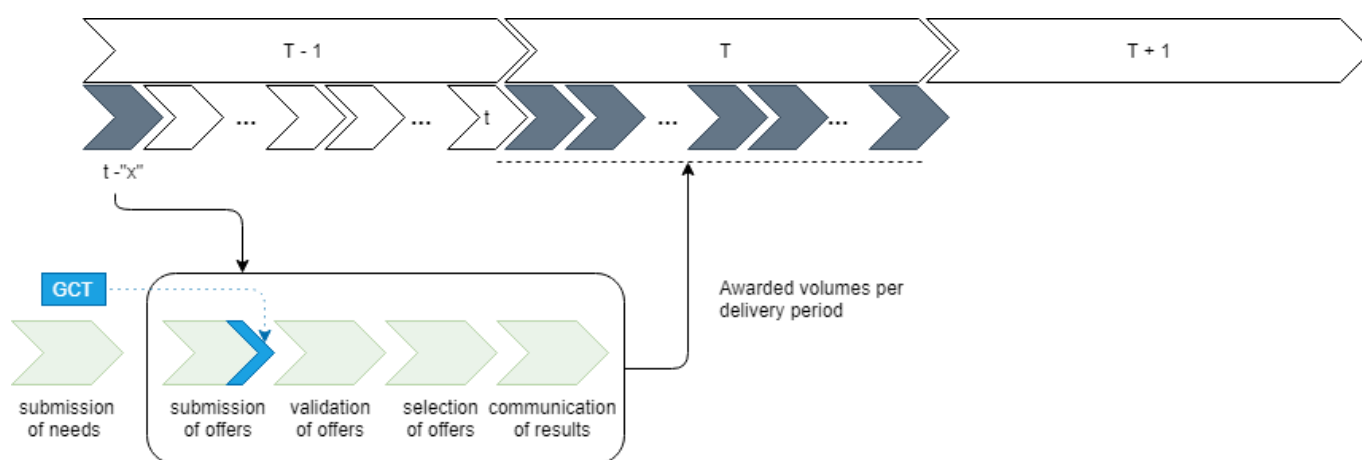 T - 1
T
T + 1
...
...
t
...
...
t -"x"
GCT
Awarded volumes per
delivery period
submission
of needs
submission
of offers
validation
of offers
selection
of offers
communication
of results